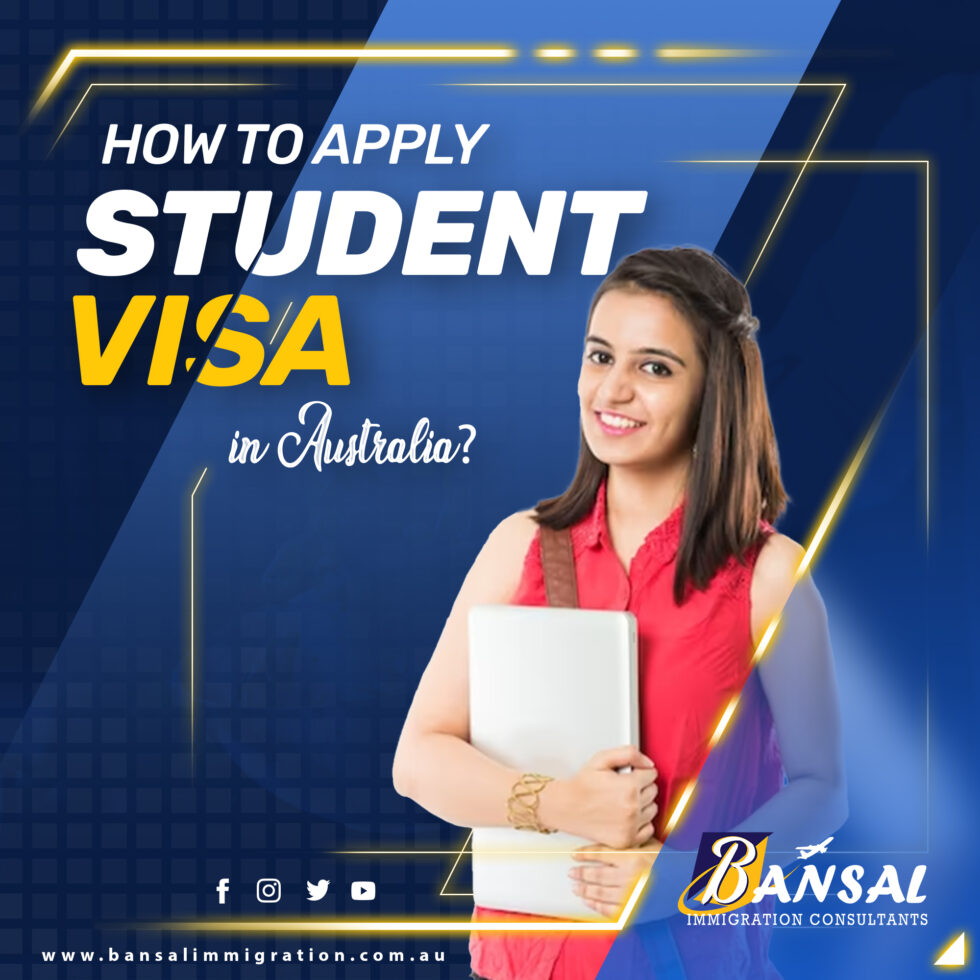 HOW TO APPLY
STUDENT
VISA
in Australia?
BANSAL
IMMIGRATION CONSULTANTS
www.bansalimmigration.com.au